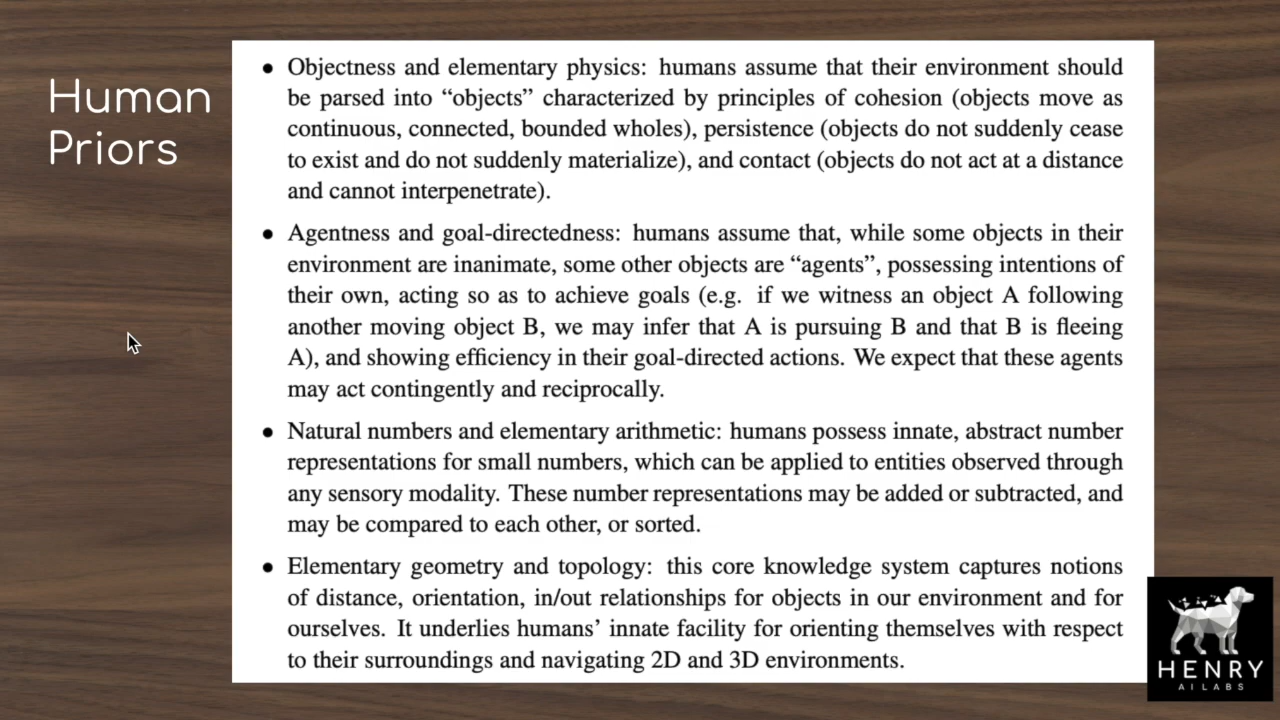 Human
Priors
• Objectness and elementary physics: humans assume that their environment should
be parsed into “objects” characterized by principles of cohesion (objects move as
continuous, connected, bounded wholes), persistence (objects do not suddenly cease
to exist and do not suddenly materialize), and contact (objects do not act at a distance
and cannot interpenetrate).
• Agentness and goal-directedness: humans assume that, while some objects in their
environment are inanimate, some other objects are “agents”, possessing intentions of
their own, acting so as to achieve goals (e.g. if we witness an object A following
another moving object B, we may infer that A is pursuing B and that B is fleeing
A), and showing efficiency in their goal-directed actions. We expect that these agents
may act contingently and reciprocally.
• Natural numbers and elementary arithmetic: humans possess innate, abstract number
representations for small numbers, which can be applied to entities observed through
any sensory modality. These number representations may be added or subtracted, and
may be compared to each other, or sorted.
• Elementary geometry and topology: this core knowledge system captures notions
of distance, orientation, in/out relationships for objects in our environment and for
ourselves. It underlies humans’ innate facility for orienting themselves with respect
to their surroundings and navigating 2D and 3D environments.
HENRY
AI LABS